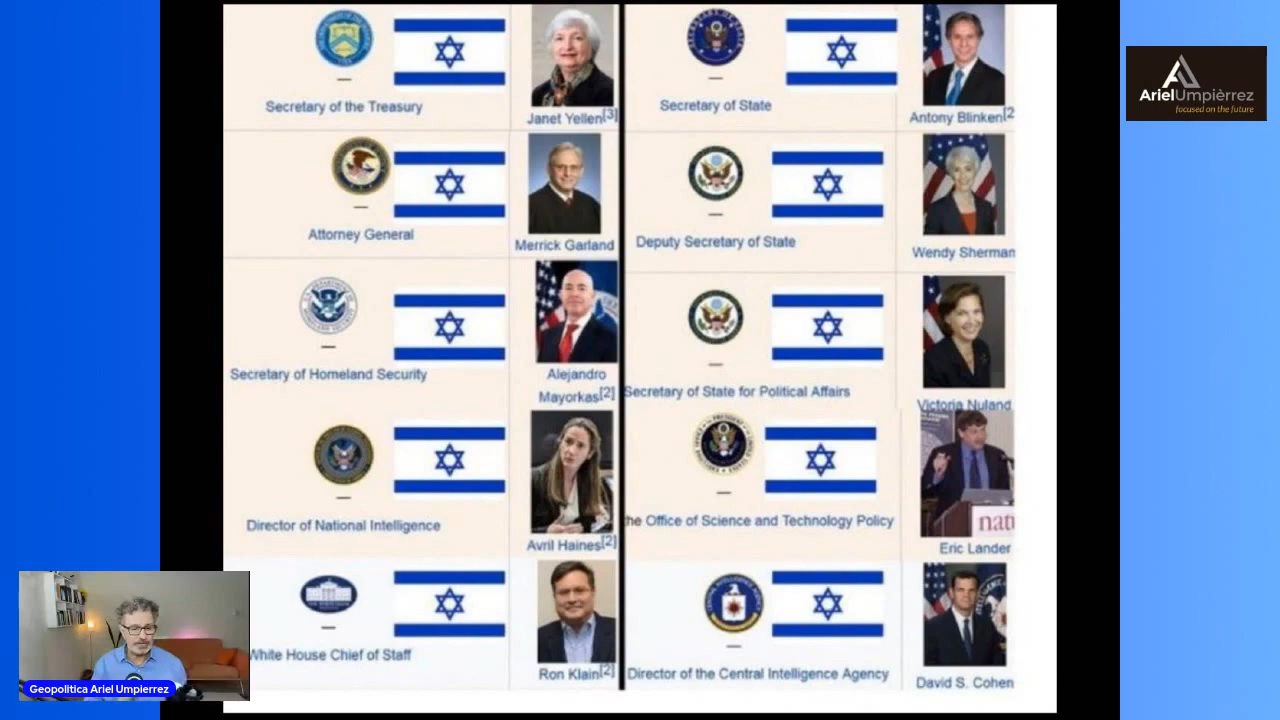 Secretary of the Treasury
Janet Yellen[3]
Secretary of State
Antony Blinken[2
Attorney General
Merrick Garland
Deputy Secretary of State
Wendy Sherman
Secretary of Homeland Security
Alejandro
Mayorkas[2]
Secretary of State for Political Affairs
Victoria Nuland
Director of National Intelligence
Avril Haines[2]
the Office of Science and Technology Policy
Eric Lander
White House Chief of Staff
Ron Klain[2]
Director of the Central Intelligence Agency
David S. Cohen
ArielUmpièrrez
focused on the future
Geopolitica Ariel Umpierrez